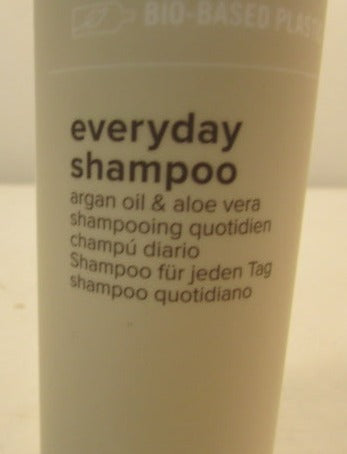 BIO-BASED PLAST
everyday
shampoo
argan oil & aloe vera
shampooing quotidien
champú diario
Shampoo für jeden Tag
shampoo quotidiano